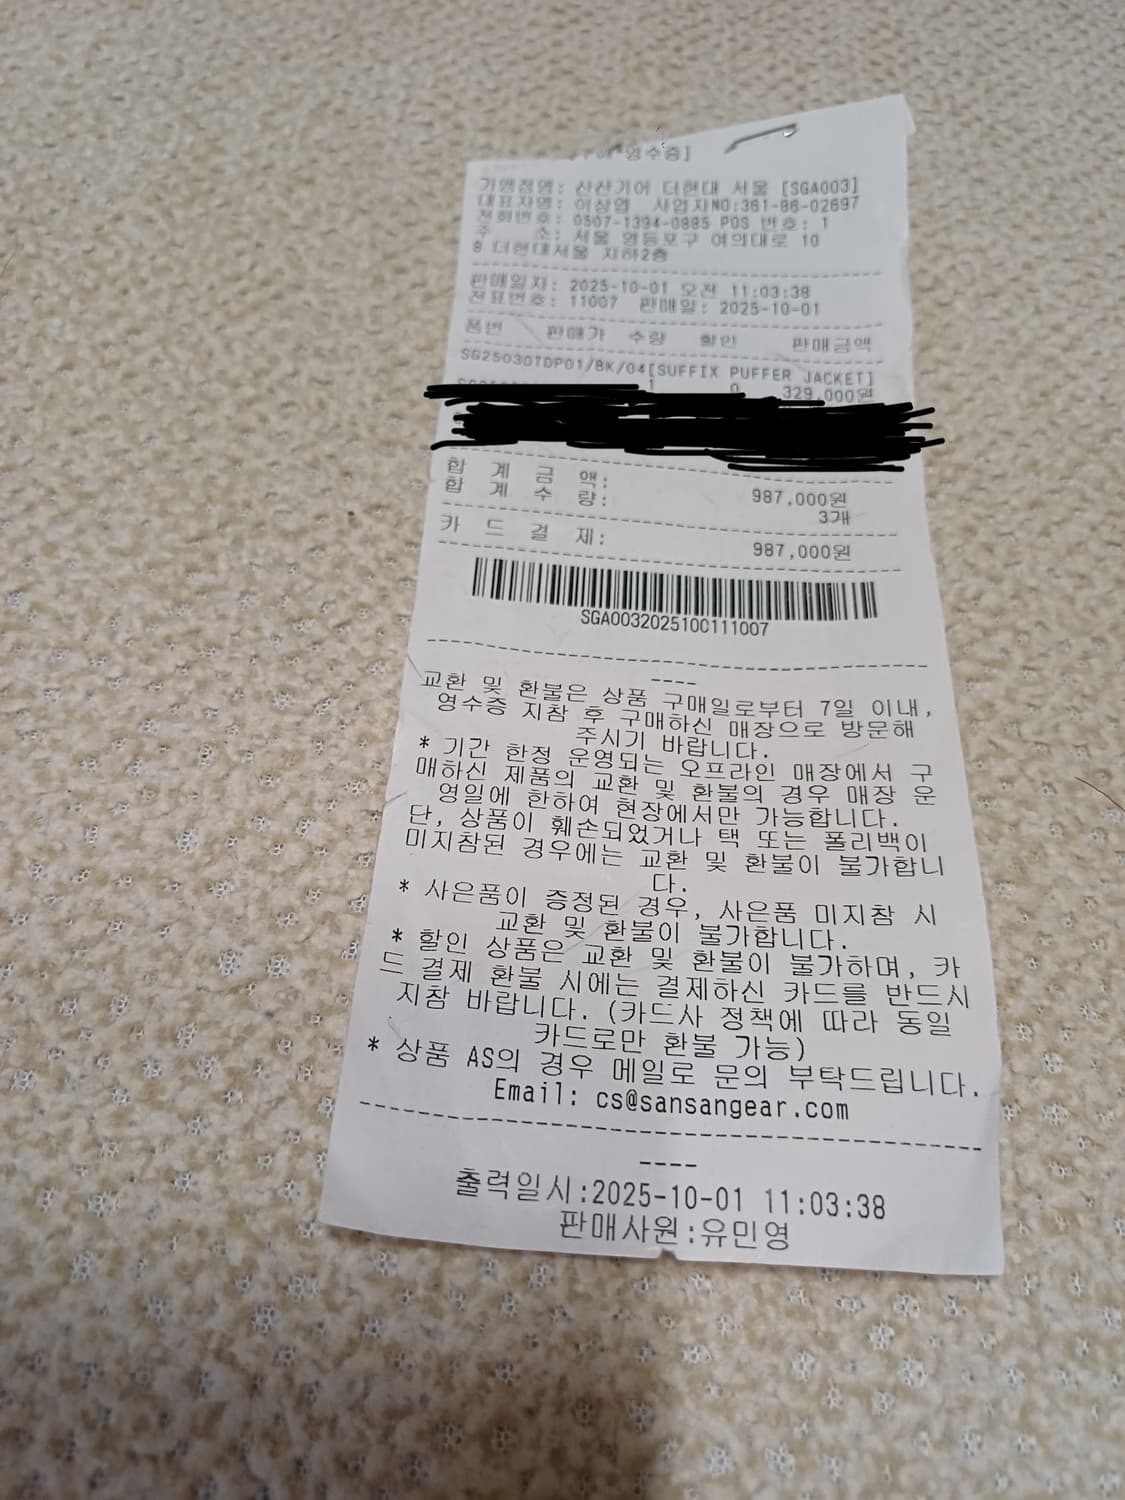 영수증]
가맹점명: 산산기어 더현대 서울 [SGA003]
대표자명: 이상엽 사업자NO:361-86-02697
전화번호: 0507-1394-0885 POS 번호: 1
주 소: 서울 영등포구 여의대로 10
8 더현대서울 지하2층
판매일자: 2025-10-01 오전 11:03:38
전표번호: 11007 판매일: 2025-10-01
품번 판매가 수량 할인 판매금액
SG25030TDP01/BK/04[SUFFIX PUFFER JACKET]
1 0 329,000원
합 계 금 액: 987,000원
합 계 수 량: 3개
카 드 결 제: 987,000원
SGA0032025100111007
교환 및 환불은 상품 구매일로부터 7일 이내,
영수증 지참 후 구매하신 매장으로 방문해
주시기 바랍니다.
* 기간 한정 운영되는 오프라인 매장에서 구
매하신 제품의 교환 및 환불의 경우 매장 운
영일에 한하여 현장에서만 가능합니다.
단, 상품이 훼손되었거나 택 또는 폴리백이
미지참된 경우에는 교환 및 환불이 불가합니
다.
* 사은품이 증정된 경우, 사은품 미지참 시
교환 및 환불이 불가합니다.
* 할인 상품은 교환 및 환불이 불가하며, 카
드 결제 환불 시에는 결제하신 카드를 반드시
지참 바랍니다. (카드사 정책에 따라 동일
카드로만 환불 가능)
* 상품 AS의 경우 메일로 문의 부탁드립니다.
Email: cs@sansangear.com
출력일시:2025-10-01 11:03:38
판매사원:유민영